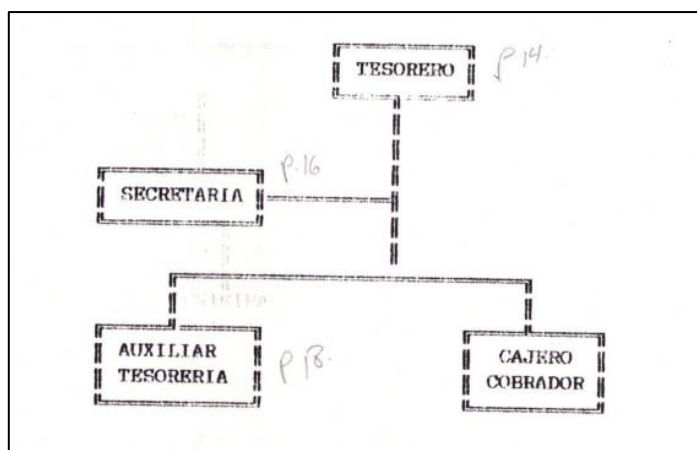 TESORERO
p 14.
p.16
SECRETARIA
AUXILIAR
TESORERIA
p 18.
CAJERO
COBRADOR